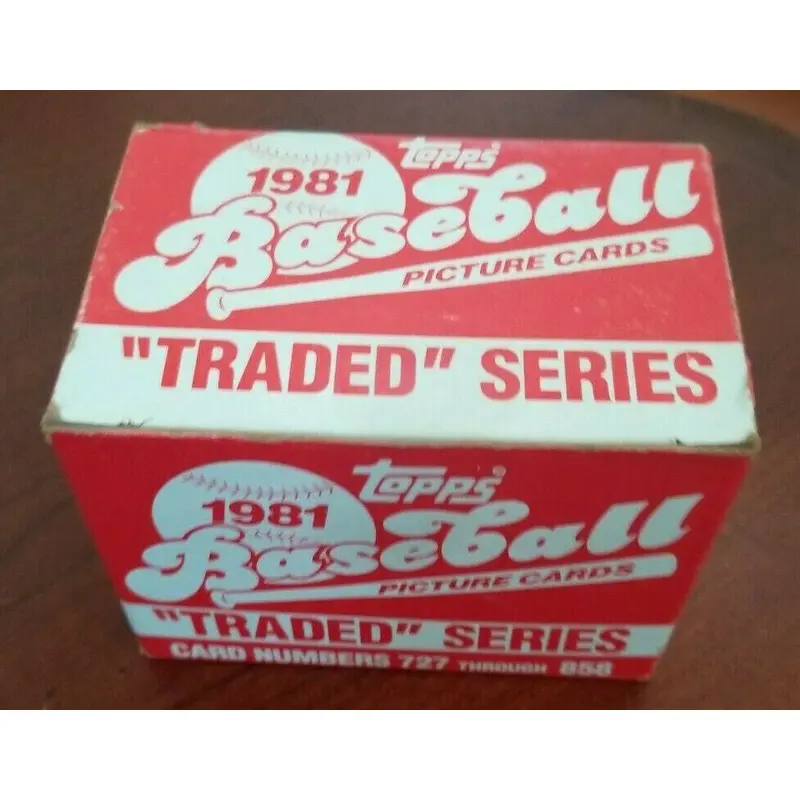 Topps
1981
Baseball
PICTURE CARDS
"TRADED" SERIES
Topps
1981
Baseball
PICTURE CARDS
"TRADED" SERIES
CARD NUMBERS 727 THROUGH 858